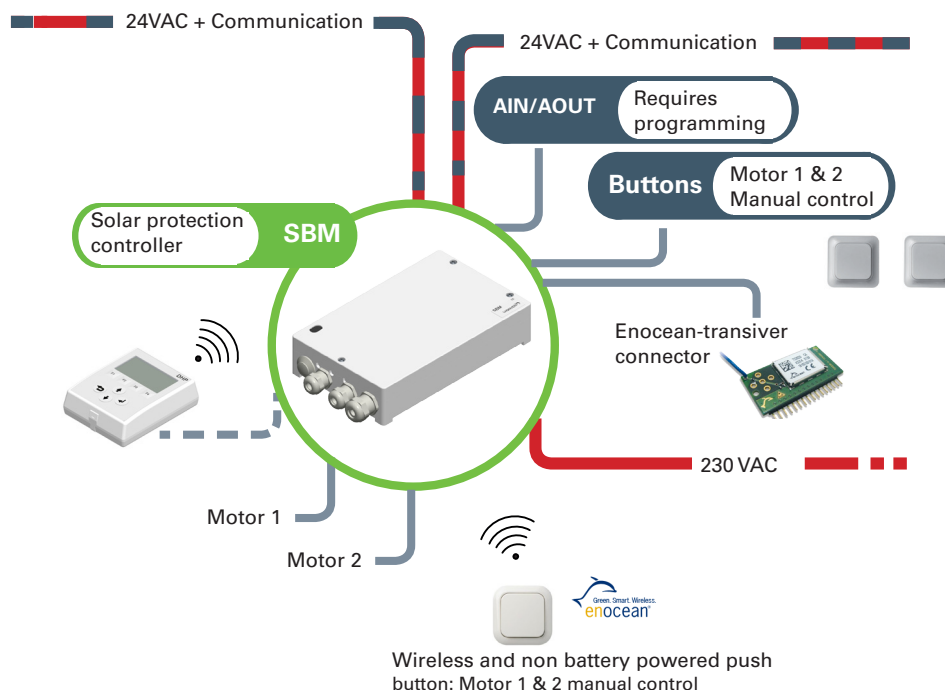 24VAC + Communication
24VAC + Communication
AIN/AOUT
Requires
programming
Buttons
Motor 1 & 2
Manual control
Solar protection
controller
SBM
Enocean-transiver
connector
230 VAC
Motor 1
Motor 2
Green. Smart. Wireless.
enocean®
Wireless and non battery powered push
button: Motor 1 & 2 manual control